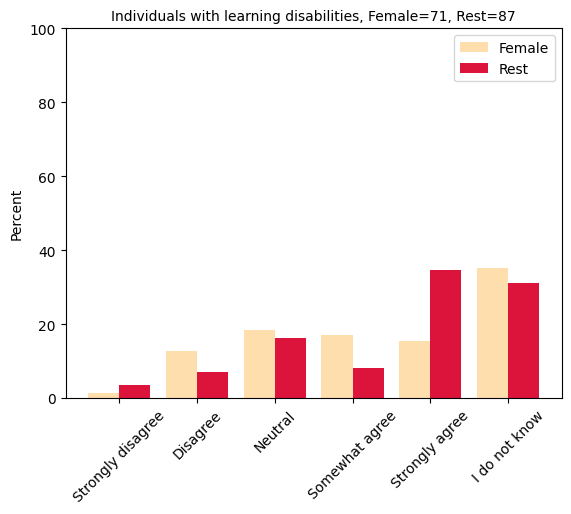 Individuals with learning disabilities, Female=71, Rest=87
100
80
60
40
20
0
Percent
Female
Rest
Strongly disagree
Disagree
Neutral
Somewhat agree
Strongly agree
I do not know